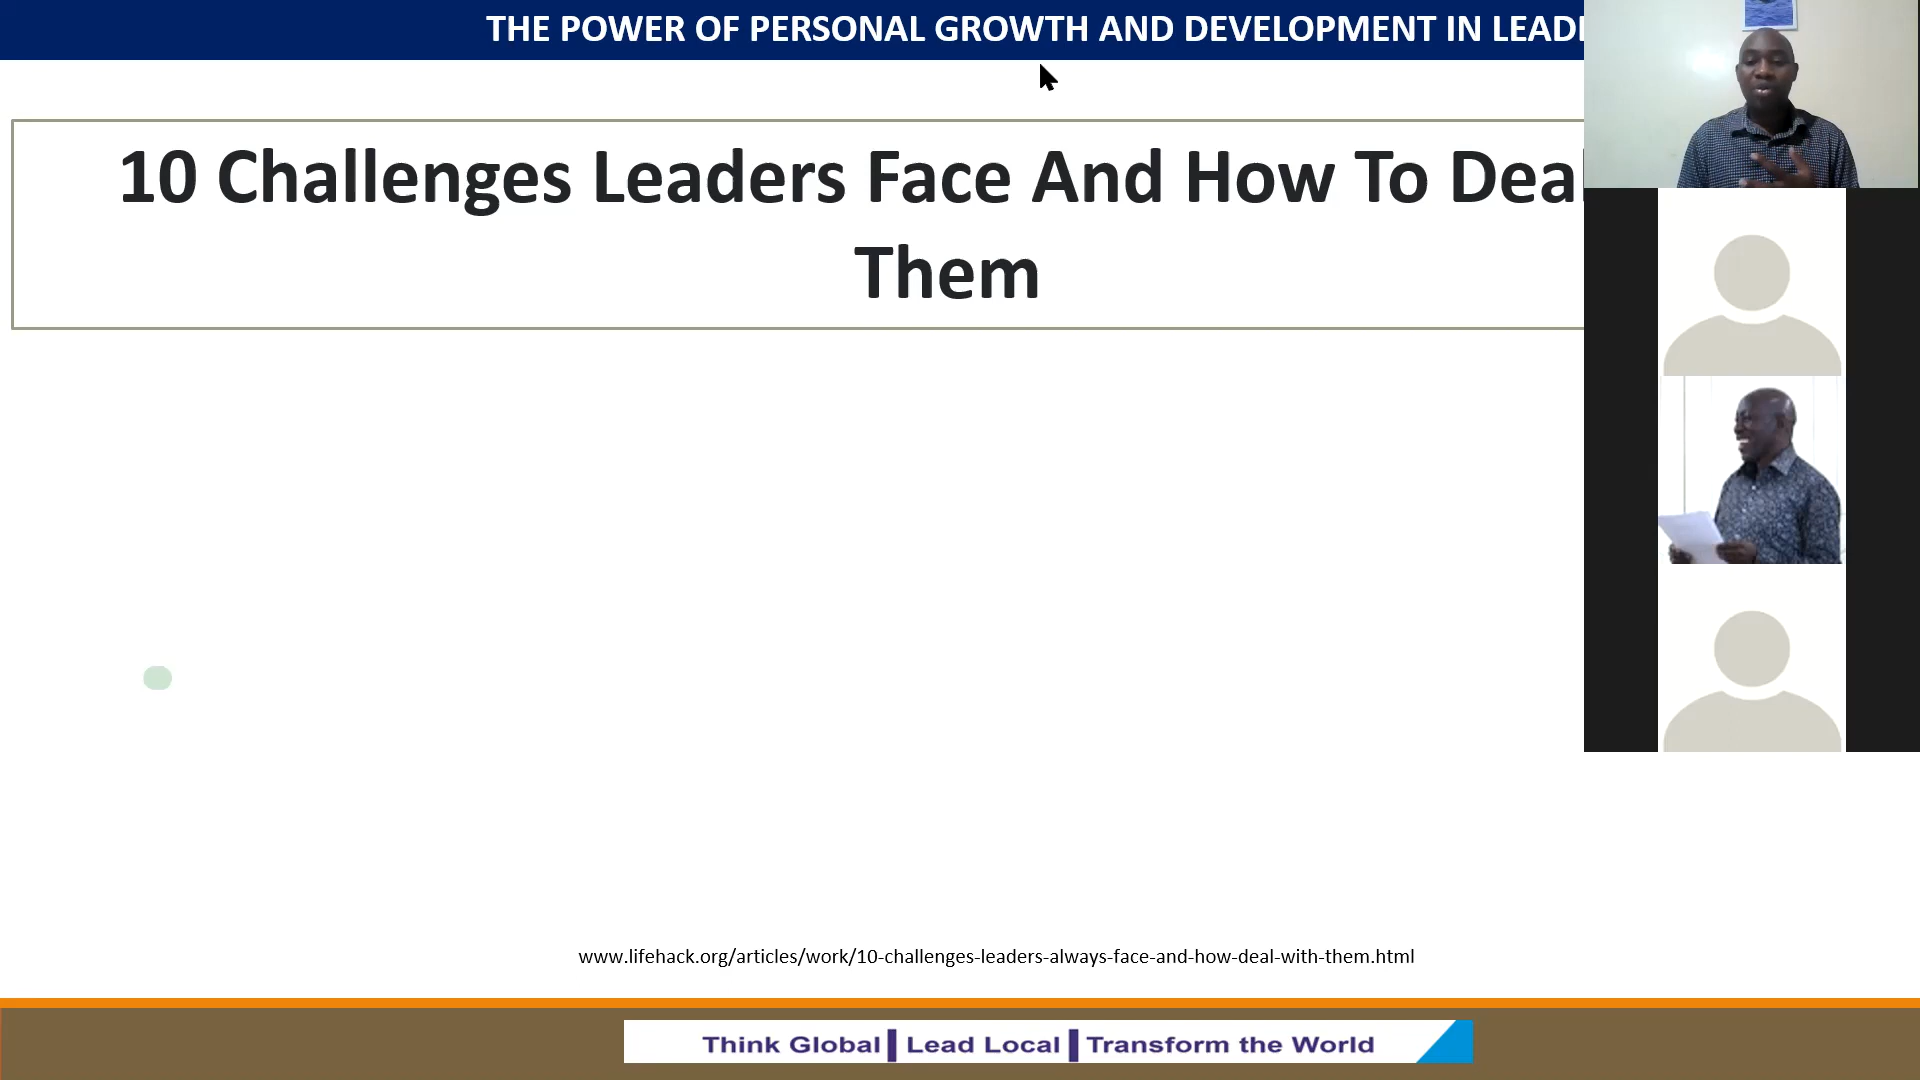 THE POWER OF PERSONAL GROWTH AND DEVELOPMENT IN
10 Challenges Leaders Face And How To
Them
www.lifehack.org/articles/work/10-challenges-leaders-always-face-and-how-deal-with-them.html
Think Global Lead Local Transform the World